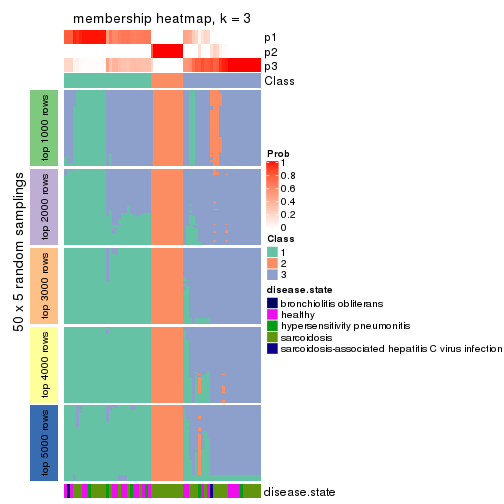 membership heatmap, k = 3
p1
p2
p3
Class
50 x 5 random samplings
top 1000 rows
top 2000 rows
top 3000 rows
top 4000 rows
top 5000 rows
disease.state
Prob
1
0.8
0.6
0.4
0.2
0
Class
1
2
3
disease.state
bronchiolitis obliterans
healthy
hypersensitivity pneumonitis
sarcoidosis
sarcoidosis-associated hepatitis C virus infection